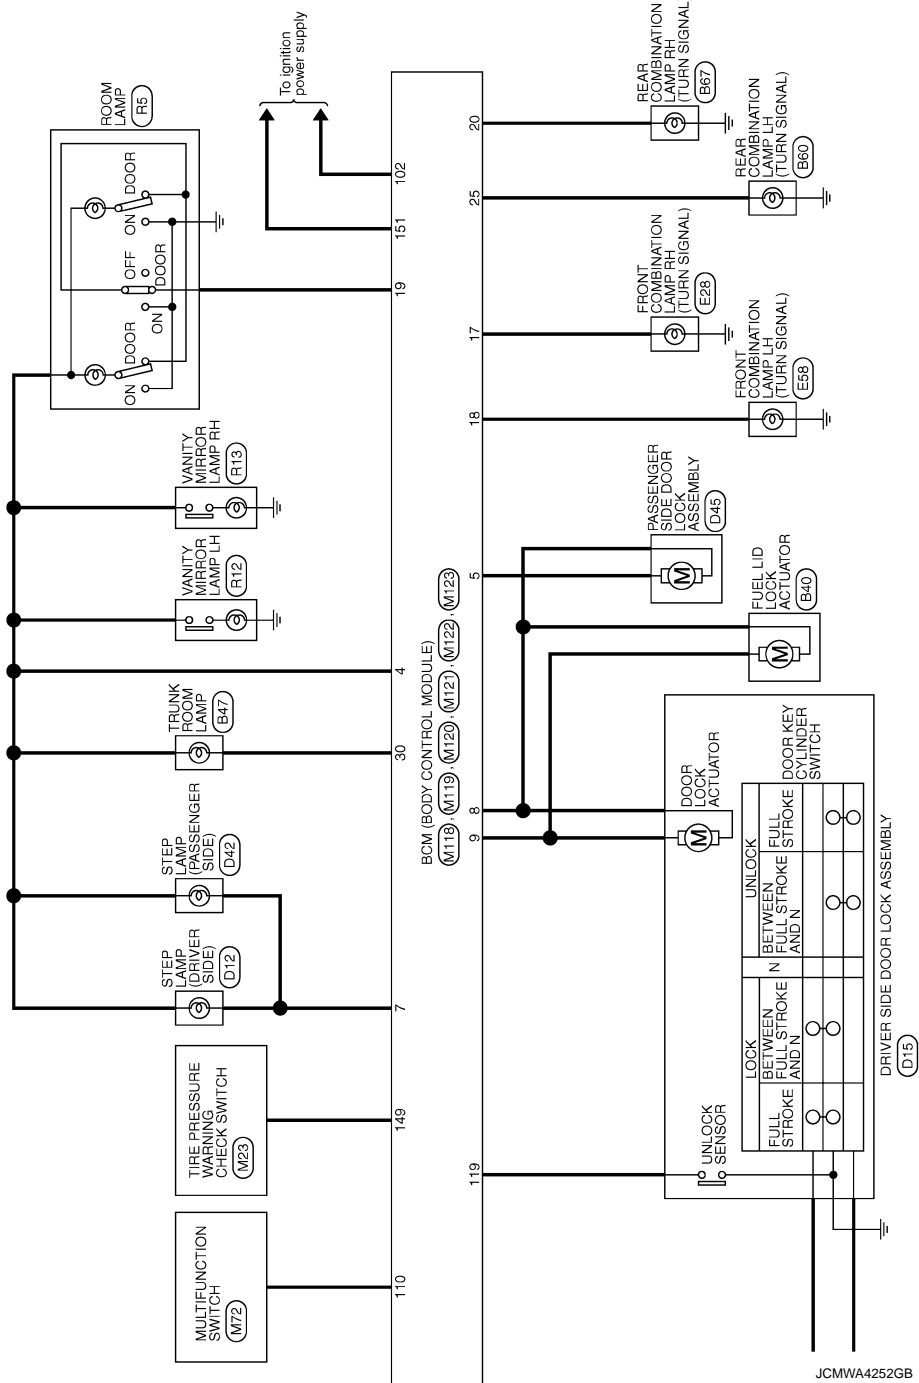 MULTIFUNCTION
SWITCH
M72
TIRE PRESSURE
WARNING
CHECK SWITCH
M23
STEP
LAMP
(DRIVER
SIDE)
D12
STEP
LAMP
(PASSENGER
SIDE)
D42
TRUNK
ROOM
LAMP
B47
VANITY
MIRROR
LAMP LH
R12
VANITY
MIRROR
LAMP RH
R13
ROOM
LAMP
R5
ON
DOOR
ON
DOOR
OFF
ON
DOOR
To ignition
power supply
110
149
7
30
4
19
151
102
BCM (BODY CONTROL MODULE)
M118 , M119 , M120 , M121 , M122 , M123
119
9
8
5
18
17
25
20
UNLOCK
SENSOR
DOOR
LOCK
ACTUATOR
M
LOCK
N
UNLOCK
FULL
STROKE
BETWEEN
FULL STROKE
AND N
BETWEEN
FULL STROKE
AND N
FULL
STROKE
DOOR KEY
CYLINDER
SWITCH
DRIVER SIDE DOOR LOCK ASSEMBLY
D15
FUEL LID
LOCK
ACTUATOR
B40
M
PASSENGER
SIDE DOOR
LOCK
ASSEMBLY
D45
M
FRONT
COMBINATION
LAMP LH
(TURN SIGNAL)
E58
FRONT
COMBINATION
LAMP RH
(TURN SIGNAL)
E28
REAR
COMBINATION
LAMP LH
(TURN SIGNAL)
B60
REAR
COMBINATION
LAMP RH
(TURN SIGNAL)
B67
JCMWA4252GB